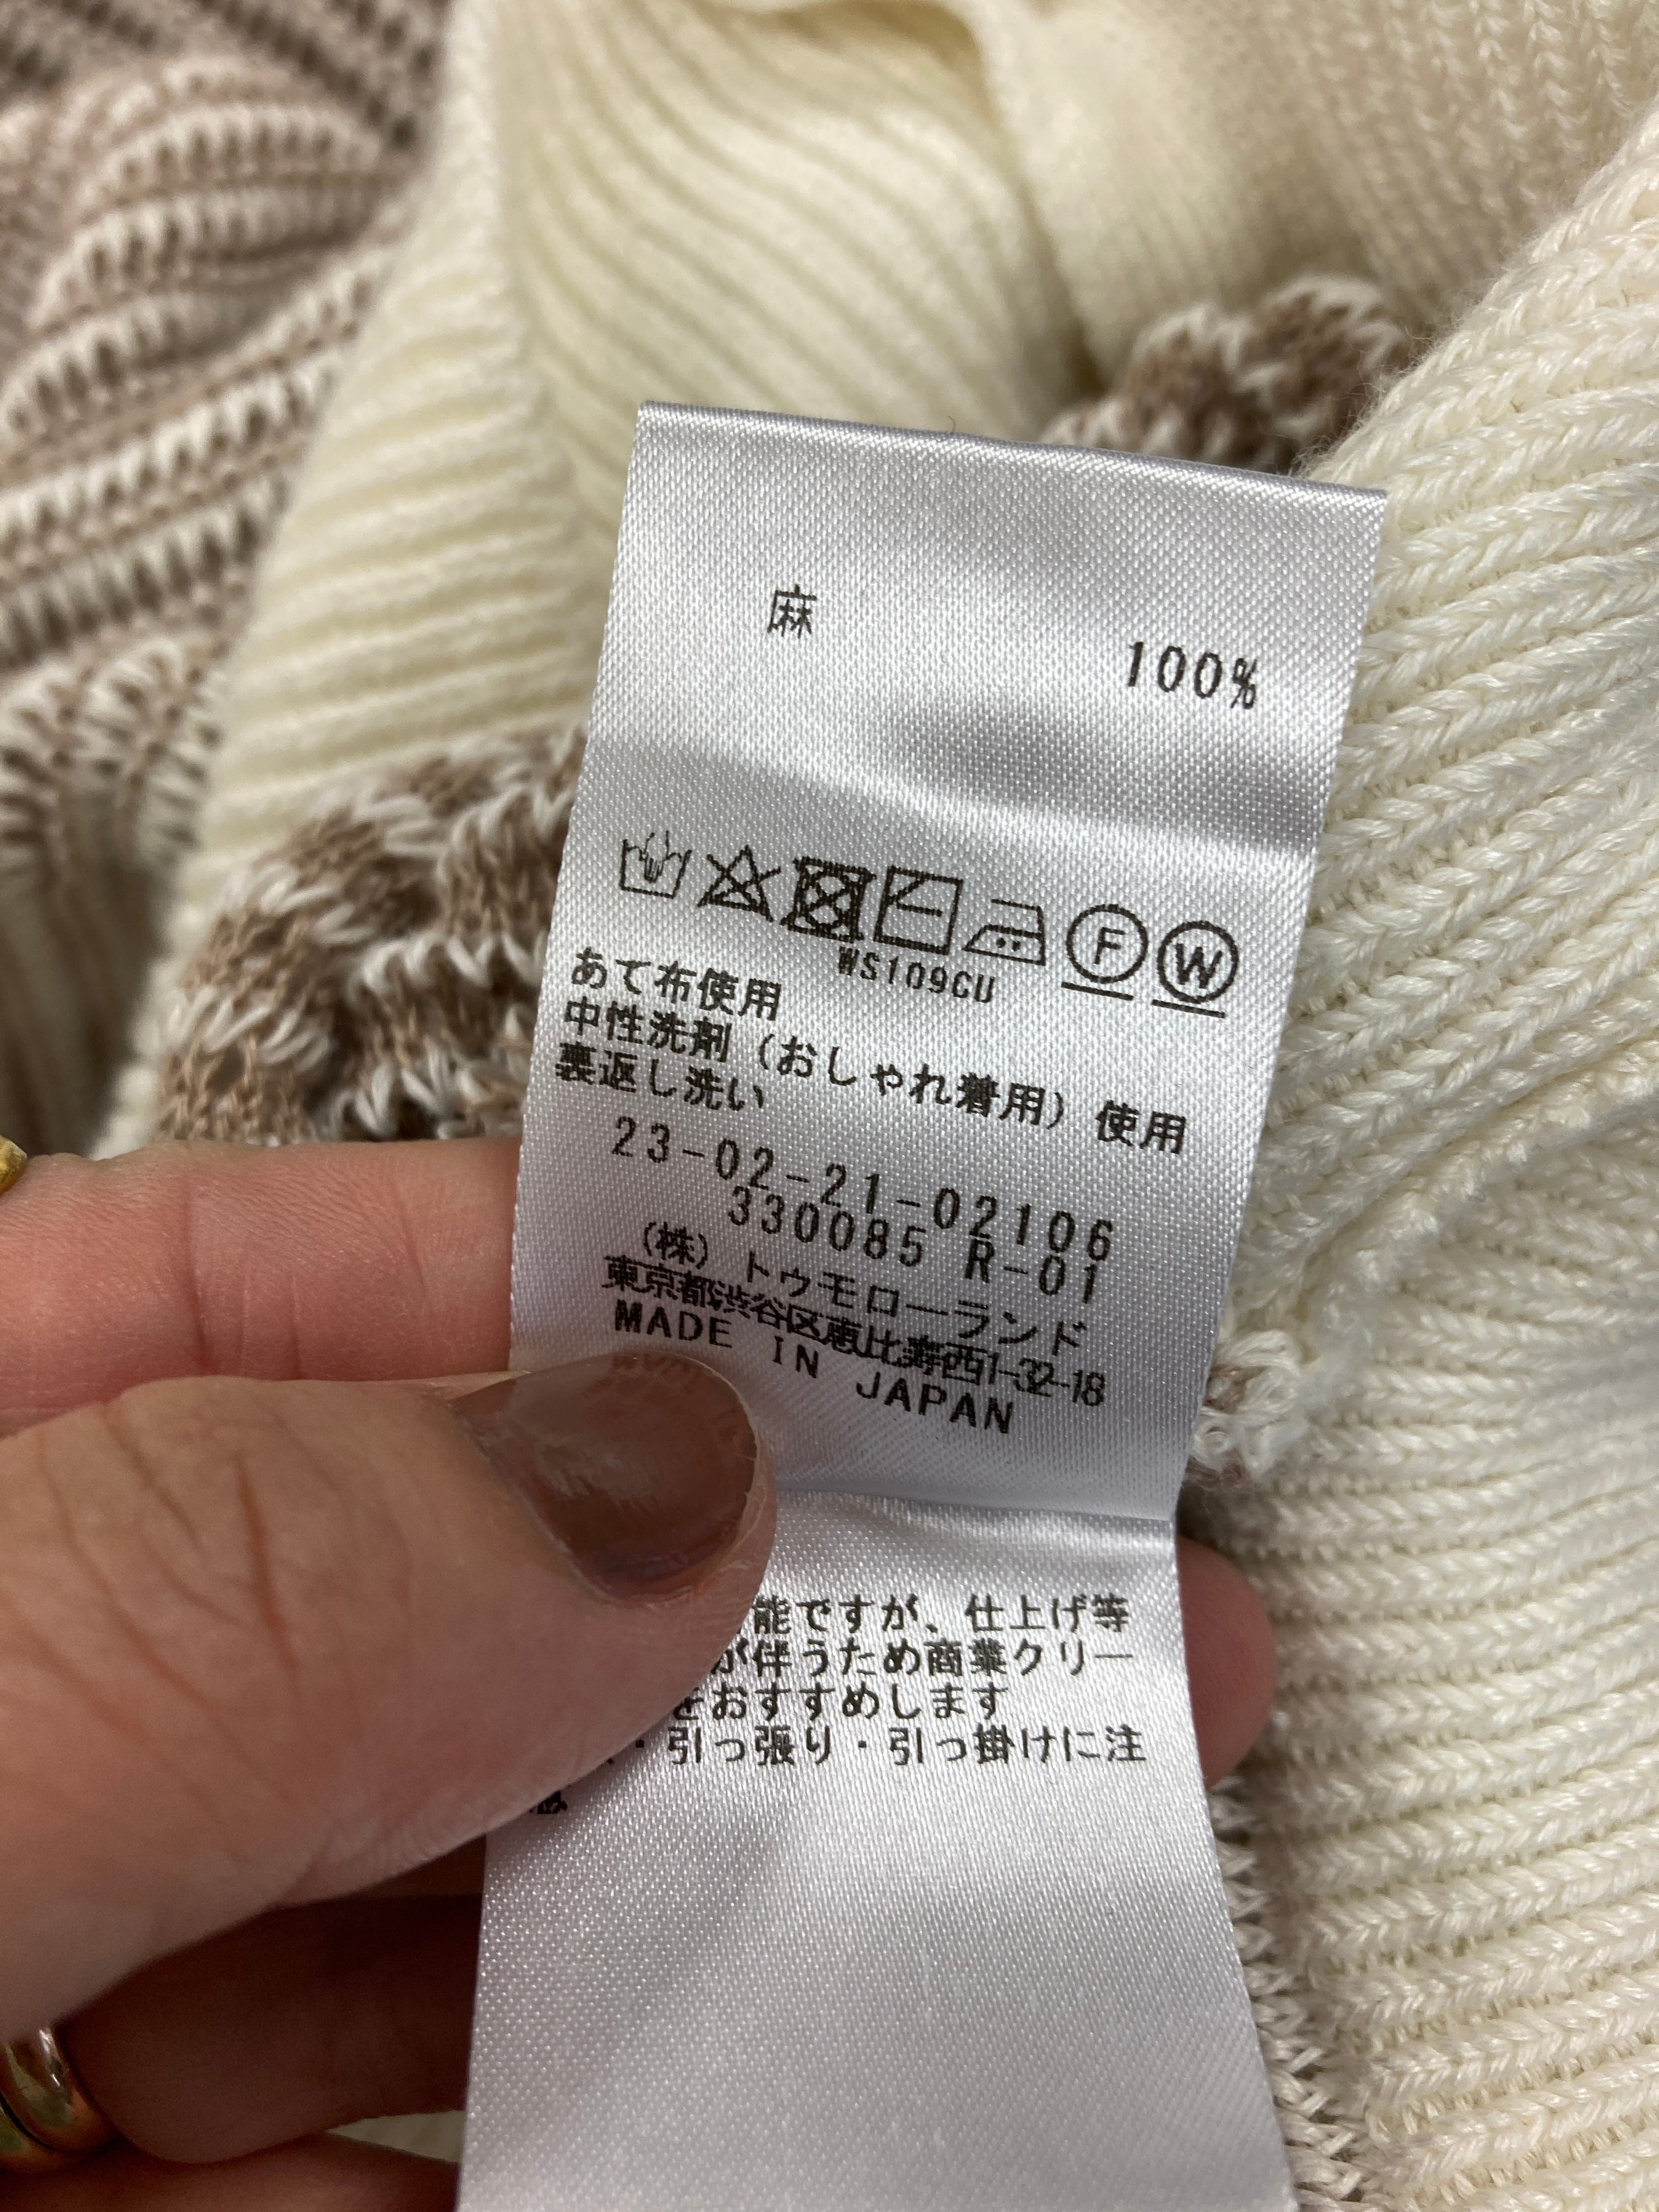 麻 100%
F W
WS109CU
あて布使用
中性洗剤(おしゃれ着用)使用
裏返し洗い
23-02-21-02106
330085 R-01
(株)トゥモローランド
東京都渋谷区恵比寿西1-32-18
MADE IN JAPAN
能ですが、仕上げ等
が伴うため商業クリー
をおすすめします
・引っ張り・引っ掛けに注